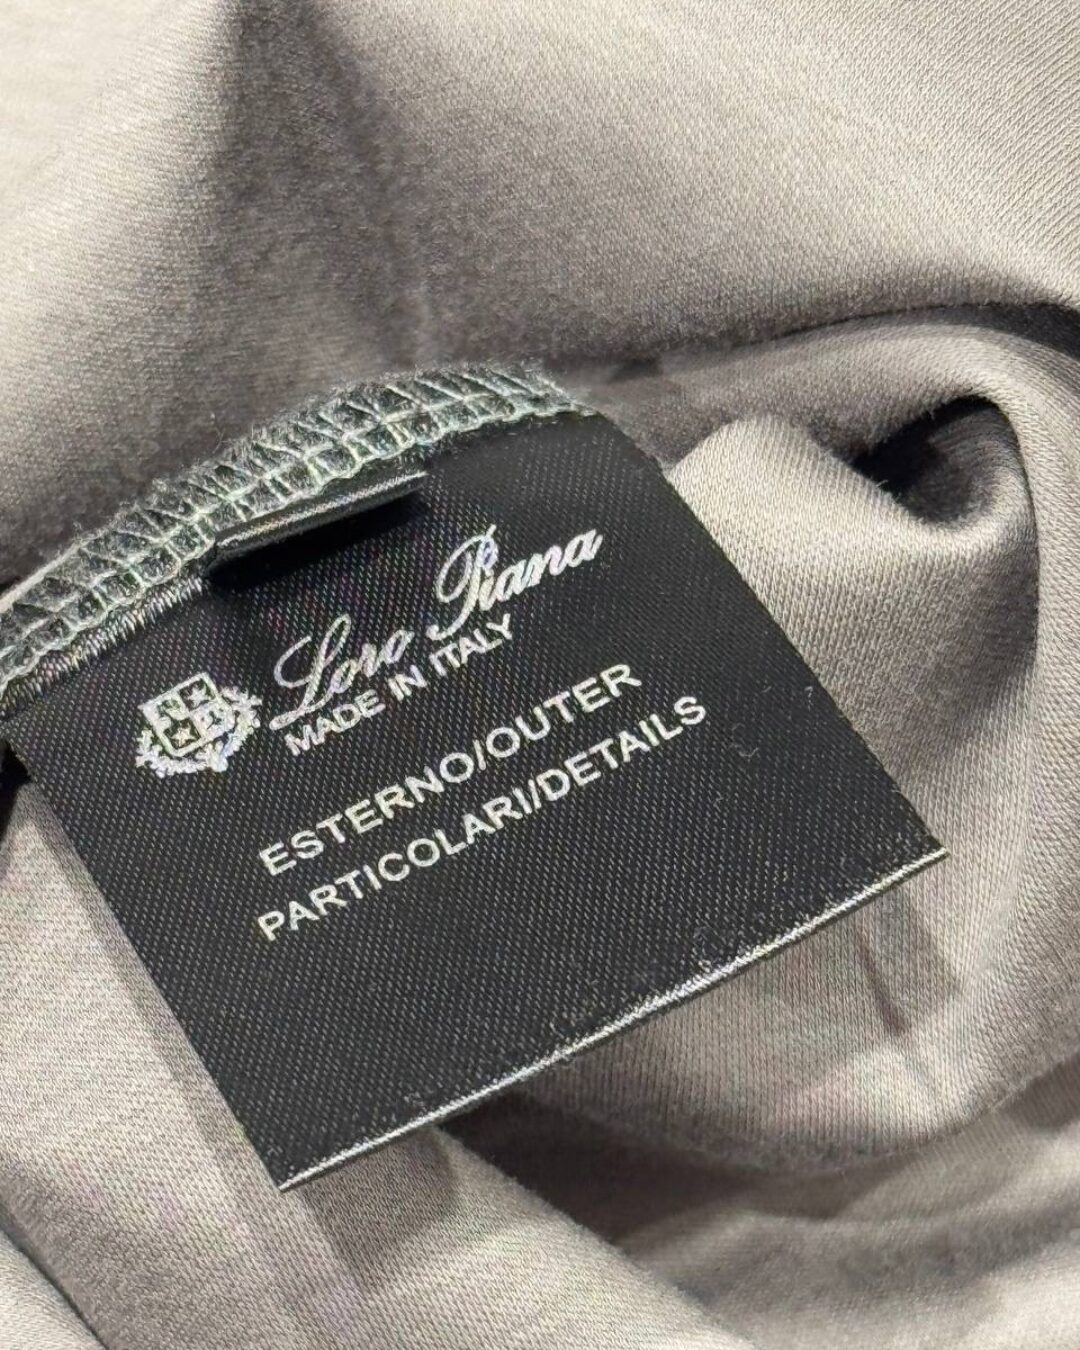 Loro Piana
MADE IN ITALY
ESTERNO/OUTER
PARTICOLARI/DETAILS